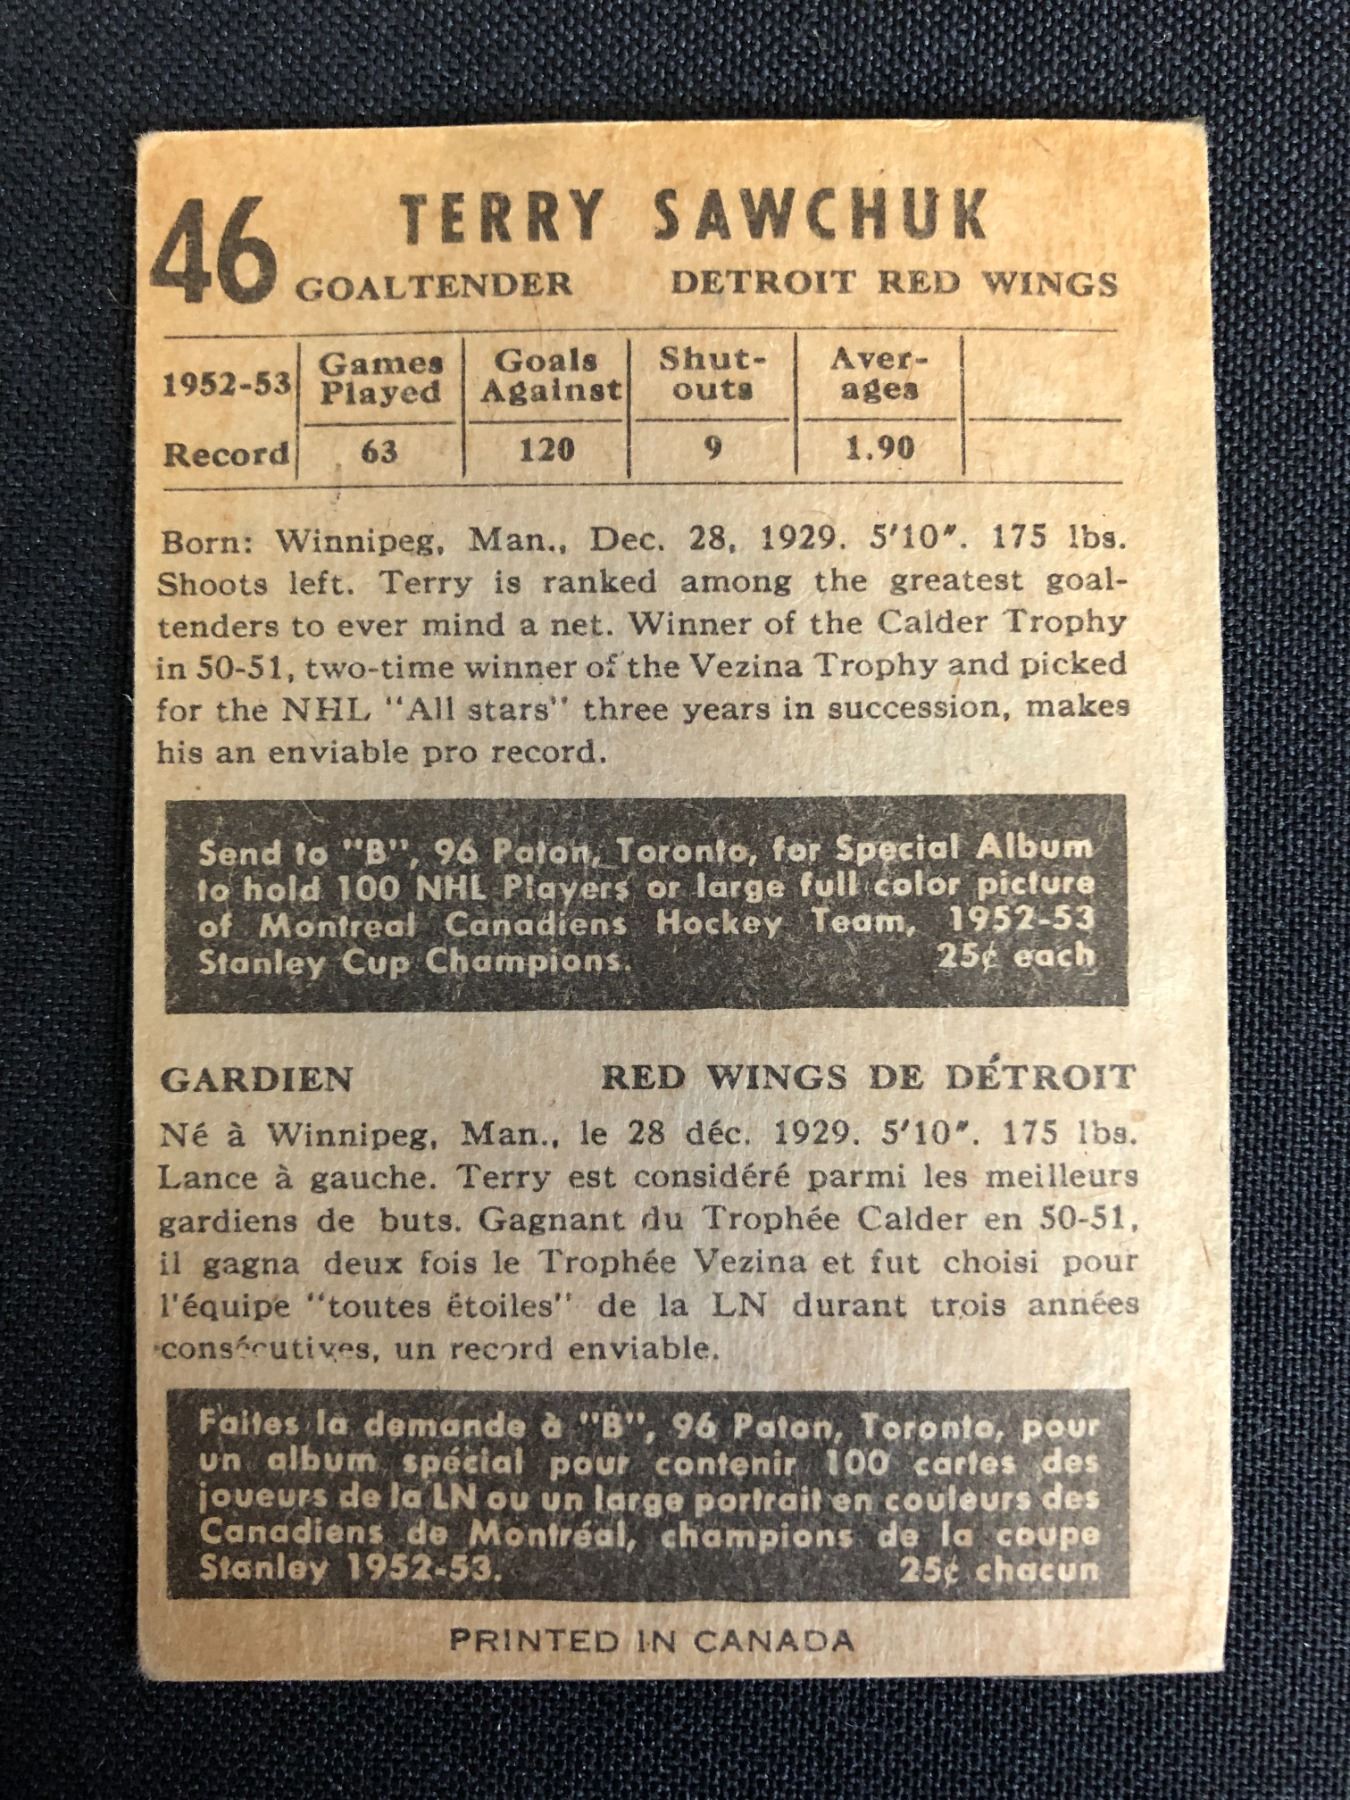 46 TERRY SAWCHUK
GOALTENDER DETROIT RED WINGS
1952-53 Games Played Goals Against Shut-outs Aver-ages
Record 63 120 9 1.90
Born: Winnipeg, Man., Dec. 28, 1929. 5'10". 175 lbs.
Shoots left. Terry is ranked among the greatest goal-
tenders to ever mind a net. Winner of the Calder Trophy
in 50-51, two-time winner of the Vezina Trophy and picked
for the NHL "All stars" three years in succession, makes
his an enviable pro record.
Send to "B", 96 Paton, Toronto, for Special Album
to hold 100 NHL Players or large full color picture
of Montreal Canadiens Hockey Team, 1952-53
Stanley Cup Champions. 25¢ each
GARDIEN RED WINGS DE DÉTROIT
Né à Winnipeg, Man., le 28 déc. 1929. 5'10". 175 lbs.
Lance à gauche. Terry est considéré parmi les meilleurs
gardiens de buts. Gagnant du Trophée Calder en 50-51,
il gagna deux fois le Trophée Vezina et fut choisi pour
l'équipe "toutes étoiles" de la LN durant trois années
consécutives, un record enviable.
Faites la demande à "B", 96 Paton, Toronto, pour
un album spécial pour contenir 100 cartes des
joueurs de la LN ou un large portrait en couleurs des
Canadiens de Montréal, champions de la coupe
Stanley 1952-53. 25¢ chacun
PRINTED IN CANADA